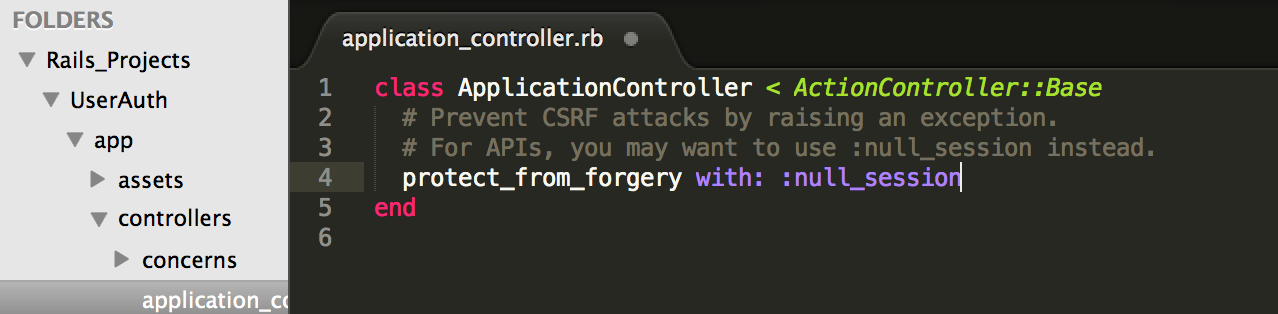 FOLDERS
Rails_Projects
UserAuth
app
assets
controllers
concerns
application_co
application_controller.rb
1 class ApplicationController < ActionController::Base
2 # Prevent CSRF attacks by raising an exception.
3 # For APIs, you may want to use :null_session instead.
4 protect_from_forgery with: :null_session
5 end
6